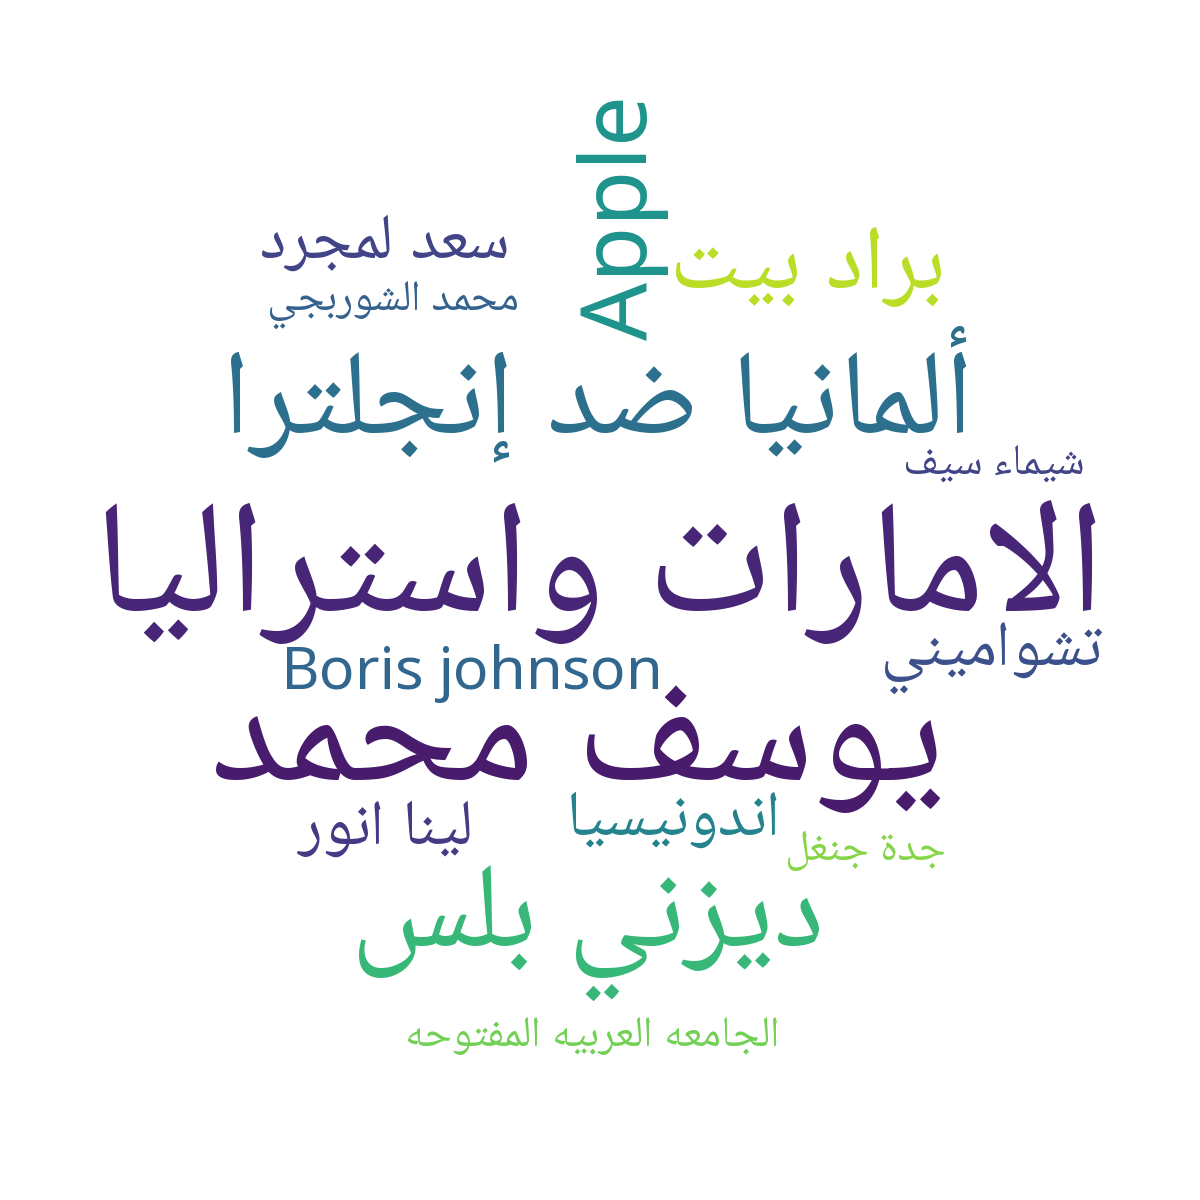 Apple
براد بيت
سعد لمجرد
محمد الشوربجي
ألمانيا ضد إنجلترا
شيماء سيف
الامارات واستراليا
تشواميني
Boris johnson
يوسف محمد
اندونيسيا
لينا انور
جدة جنغل
ديزني بلس
الجامعه العربيه المفتوحه